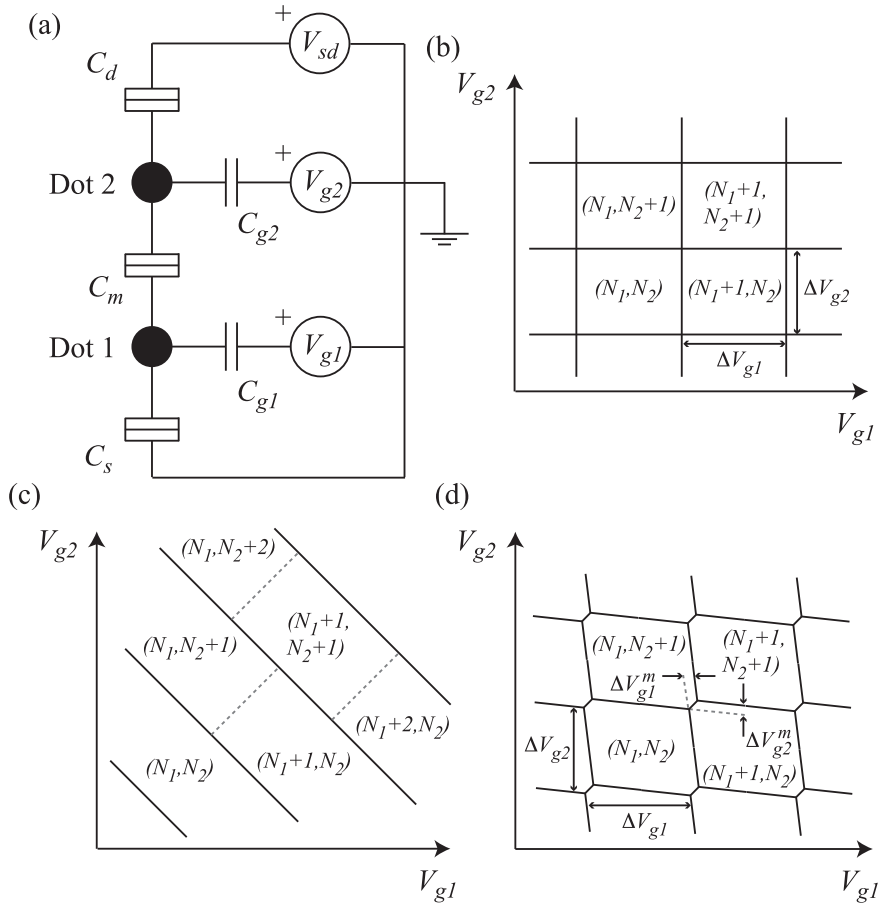 (a)
+
V_sd
C_d
Dot 2
+
V_g2
C_g2
C_m
Dot 1
+
V_g1
C_g1
C_s
(b)
V_g2
(N_1,N_2+1)
(N_1+1,
N_2+1)
(N_1,N_2)
(N_1+1,N_2)
ΔV_g2
ΔV_g1
V_g1
(c)
V_g2
(N_1,N_2+2)
(N_1,N_2+1)
(N_1+1,
N_2+1)
(N_1,N_2)
(N_1+1,N_2)
(N_1+2,N_2)
V_g1
(d)
V_g2
(N_1,N_2+1)
(N_1+1,
N_2+1)
ΔV_g1^m
ΔV_g2
(N_1,N_2)
ΔV_g2^m
(N_1+1,N_2)
ΔV_g1
V_g1